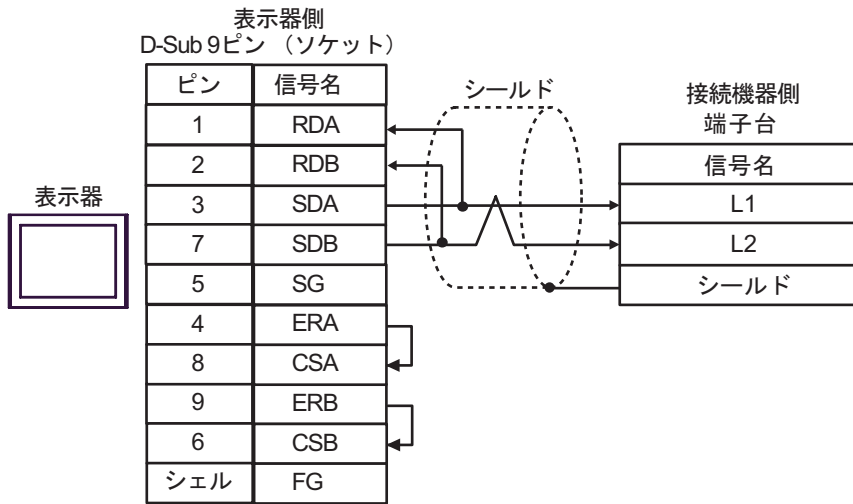 表示器側
D-Sub 9ピン （ソケット）
ピン 信号名
1 RDA
2 RDB
3 SDA
7 SDB
5 SG
4 ERA
8 CSA
9 ERB
6 CSB
シェル FG
表示器
シールド
接続機器側
端子台
信号名
L1
L2
シールド